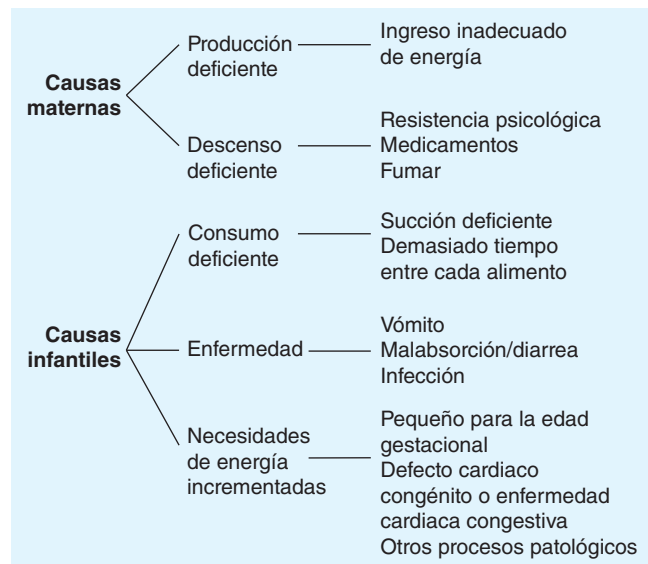 Causas
maternas
Producción
deficiente
Ingreso inadecuado
de energía
Descenso
deficiente
Resistencia psicológica
Medicamentos
Fumar
Causas
infantiles
Consumo
deficiente
Succión deficiente
Demasiado tiempo
entre cada alimento
Enfermedad
Vómito
Malabsorción/diarrea
Infección
Necesidades
de energía
incrementadas
Pequeño para la edad
gestacional
Defecto cardiaco
congénito o enfermedad
cardiaca congestiva
Otros procesos patológicos